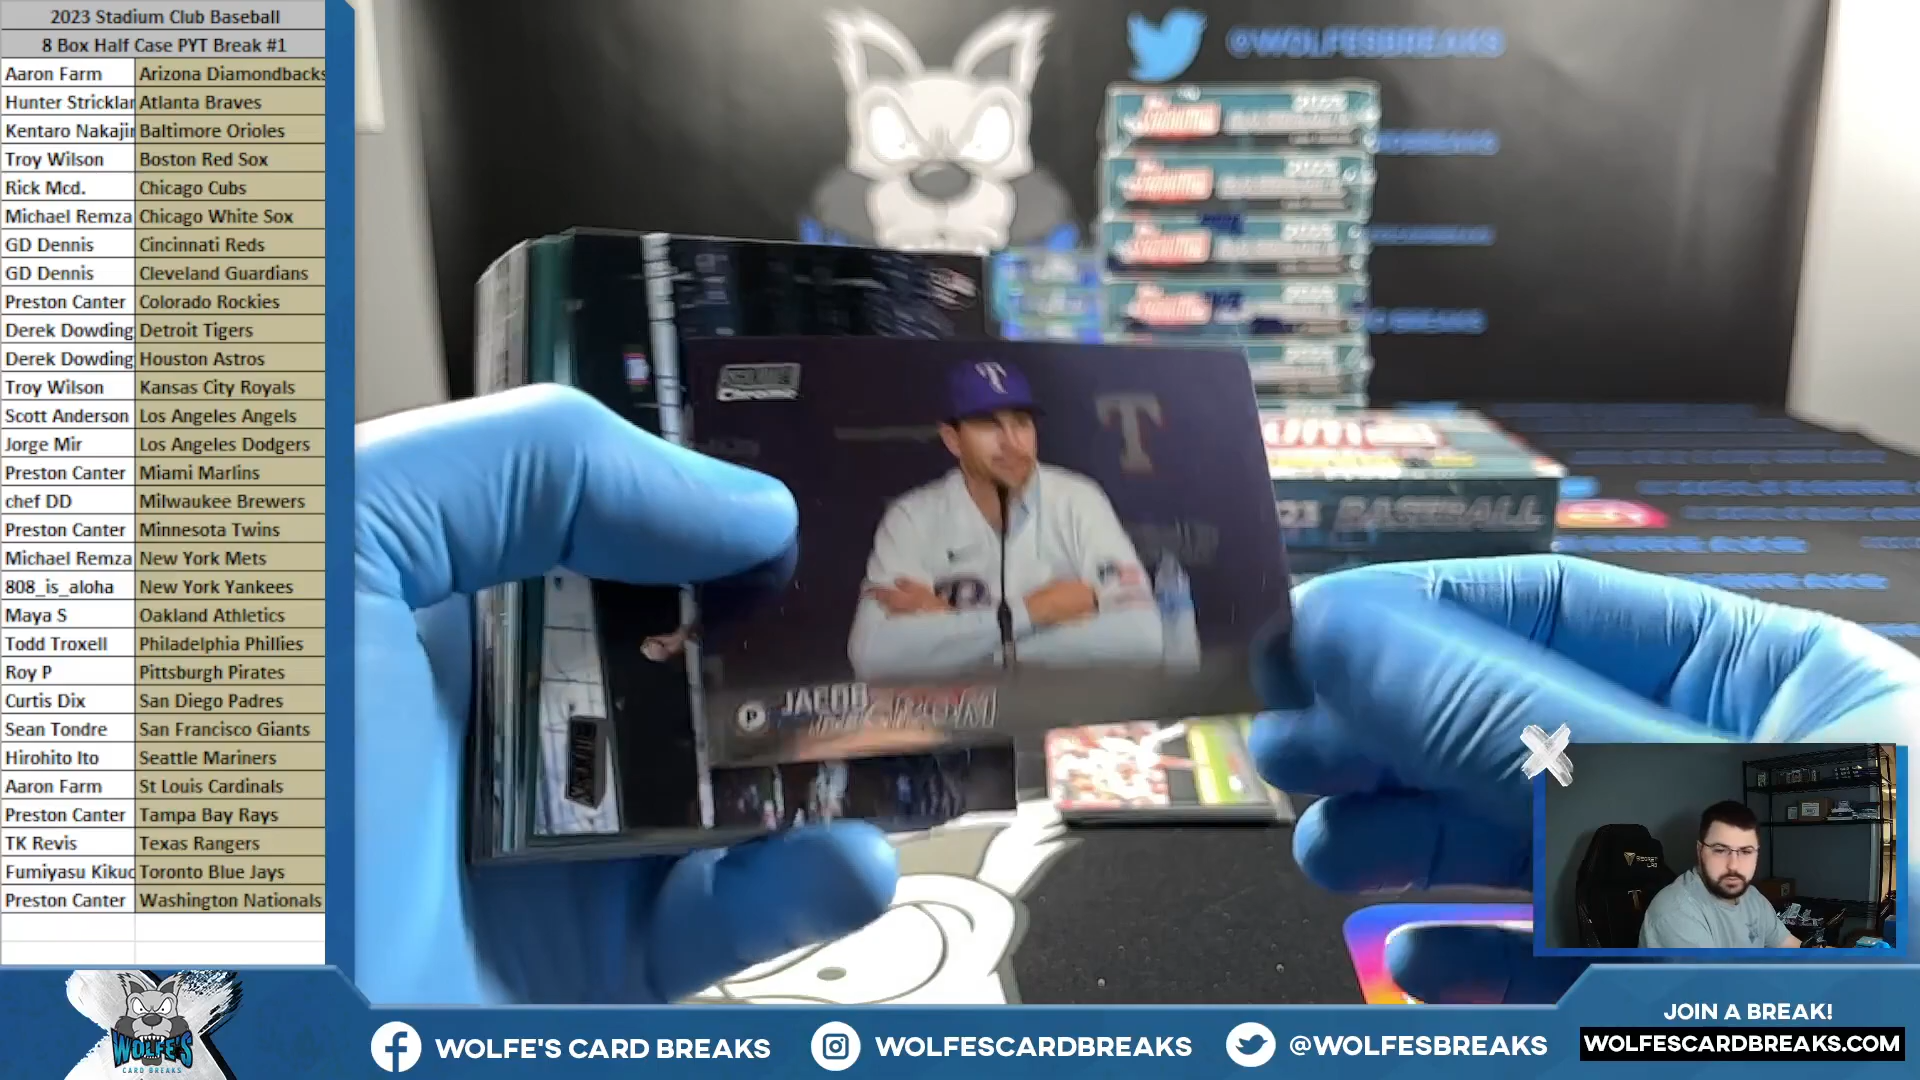 2023 Stadium Club Baseball
8 Box Half Case PYT Break #1
Aaron Farm Arizona Diamondbacks
Hunter Stricklar Atlanta Braves
Kentaro Nakajir Baltimore Orioles
Troy Wilson Boston Red Sox
Rick Mcd. Chicago Cubs
Michael Remza Chicago White Sox
GD Dennis Cincinnati Reds
GD Dennis Cleveland Guardians
Preston Canter Colorado Rockies
Derek Dowding Detroit Tigers
Derek Dowding Houston Astros
Troy Wilson Kansas City Royals
Scott Anderson Los Angeles Angels
Jorge Mir Los Angeles Dodgers
Preston Canter Miami Marlins
chef DD Milwaukee Brewers
Preston Canter Minnesota Twins
Michael Remza New York Mets
808_is_aloha New York Yankees
Maya S Oakland Athletics
Todd Troxell Philadelphia Phillies
Roy P Pittsburgh Pirates
Curtis Dix San Diego Padres
Sean Tondre San Francisco Giants
Hirohito Ito Seattle Mariners
Aaron Farm St Louis Cardinals
Preston Canter Tampa Bay Rays
TK Revis Texas Rangers
Fumiyasu Kikuc Toronto Blue Jays
Preston Canter Washington Nationals
@WOLFESBREAKS
Chrome
T
T
P JACOB
BASEBALL
SECRET LAB
WOLFE'S
CARD BREAKS
WOLFE'S CARD BREAKS
WOLFESCARDBREAKS
@WOLFESBREAKS
JOIN A BREAK!
WOLFESCARDBREAKS.COM